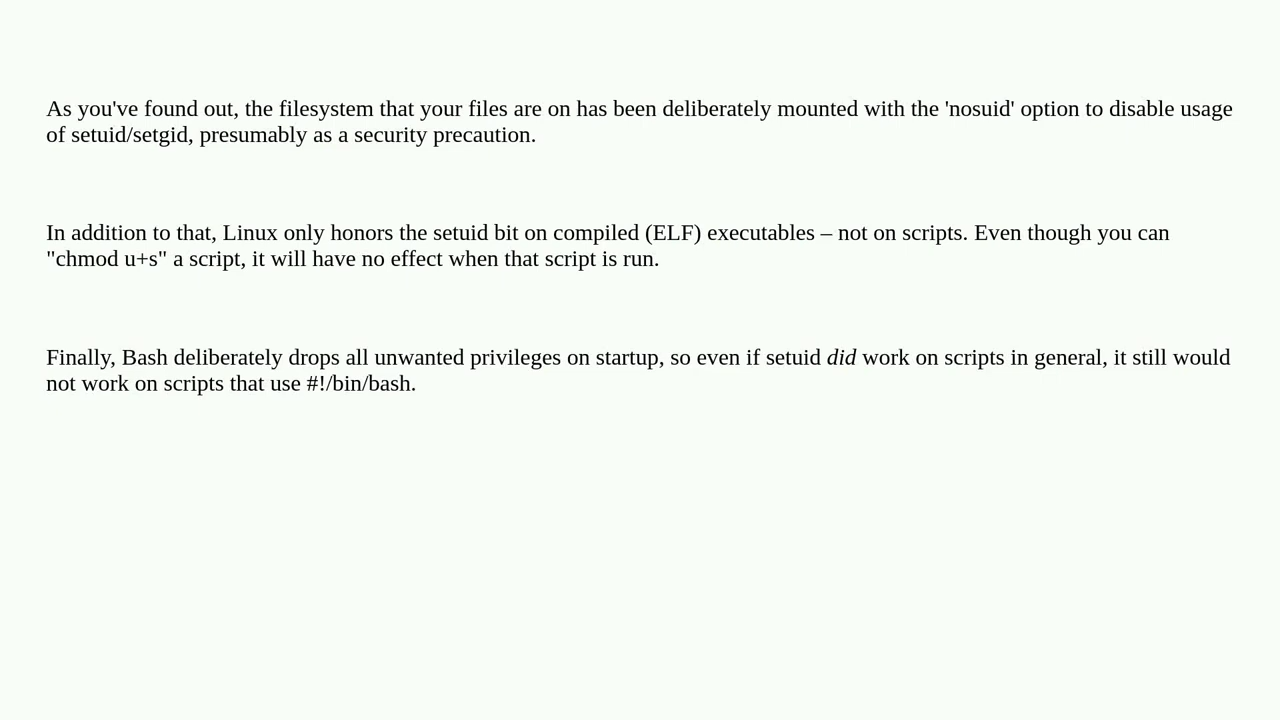 As you've found out, the filesystem that your files are on has been deliberately mounted with the 'nosuid' option to disable usage
of setuid/setgid, presumably as a security precaution.
In addition to that, Linux only honors the setuid bit on compiled (ELF) executables – not on scripts. Even though you can
"chmod u+s" a script, it will have no effect when that script is run.
Finally, Bash deliberately drops all unwanted privileges on startup, so even if setuid did work on scripts in general, it still would
not work on scripts that use #!/bin/bash.